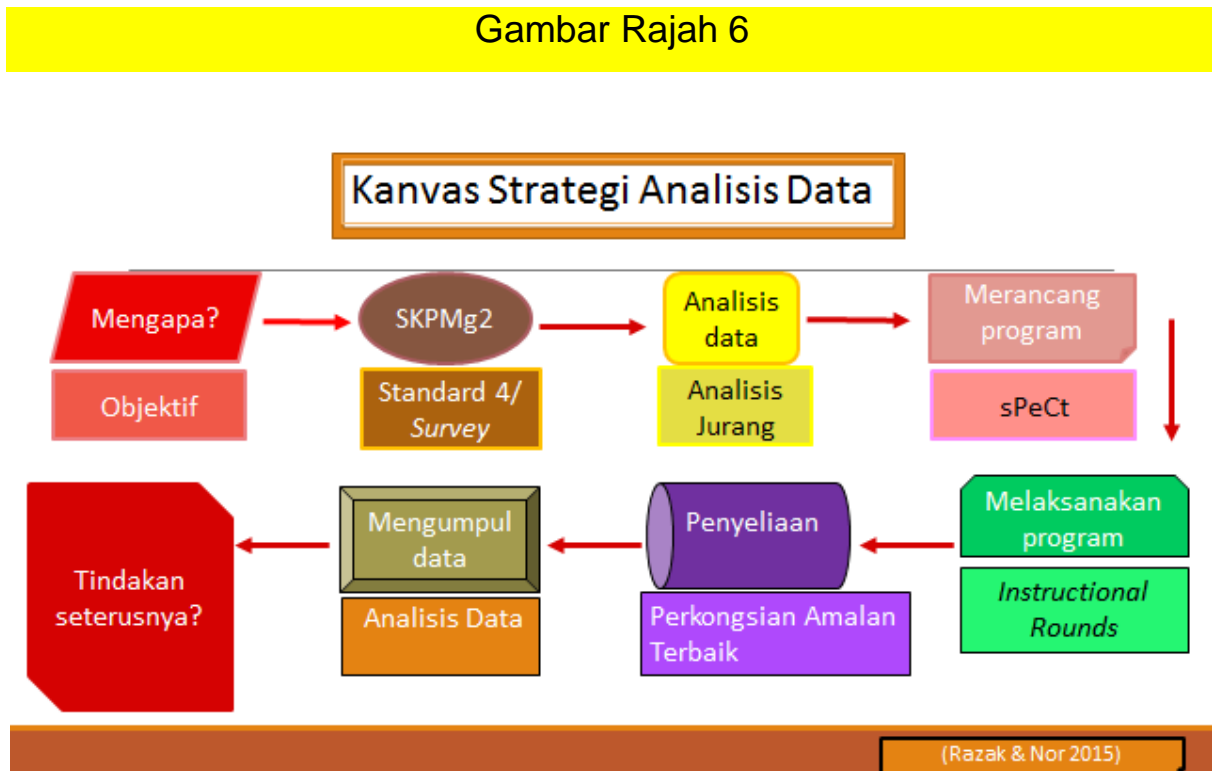 Gambar Rajah 6
Kanvas Strategi Analisis Data
Mengapa?
Objektif
SKPMg2
Standard 4/
Survey
Analisis
data
Analisis
Jurang
Merancang
program
sPeCt
Melaksanakan
program
Instructional
Rounds
Penyeliaan
Perkongsian Amalan
Terbaik
Mengumpul
data
Analisis Data
Tindakan
seterusnya?
(Razak & Nor 2015)